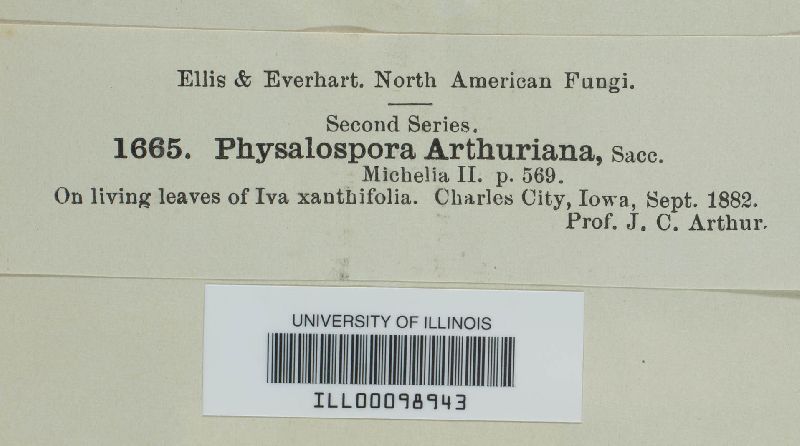 Ellis & Everhart. North American Fungi.
Second Series.
1665. Physalospora Arthuriana, Sacc.
Michelia II. p. 569.
On living leaves of Iva xanthifolia. Charles City, Iowa, Sept. 1882.
Prof. J. C. Arthur.
UNIVERSITY OF ILLINOIS
ILL00098943